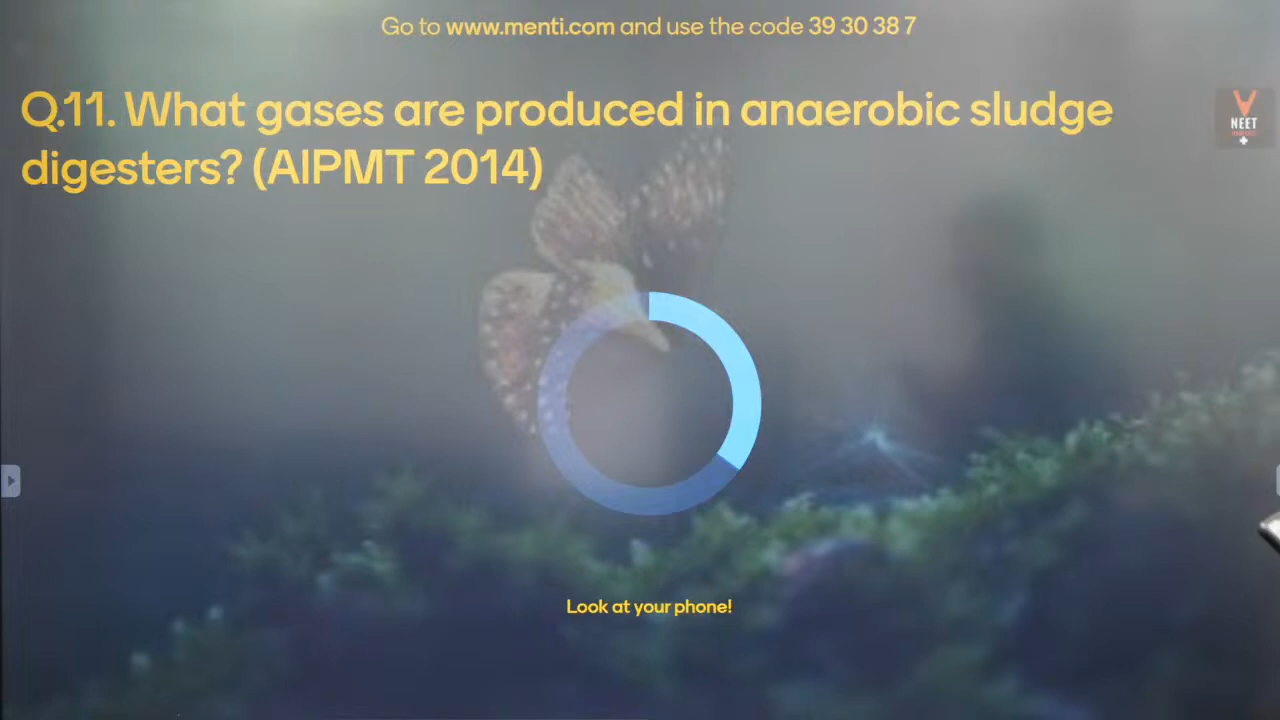 Go to www.menti.com and use the code 39 30 38 7
Q.11. What gases are produced in anaerobic sludge
digesters? (AIPMT 2014)
NEET
Look at your phone!